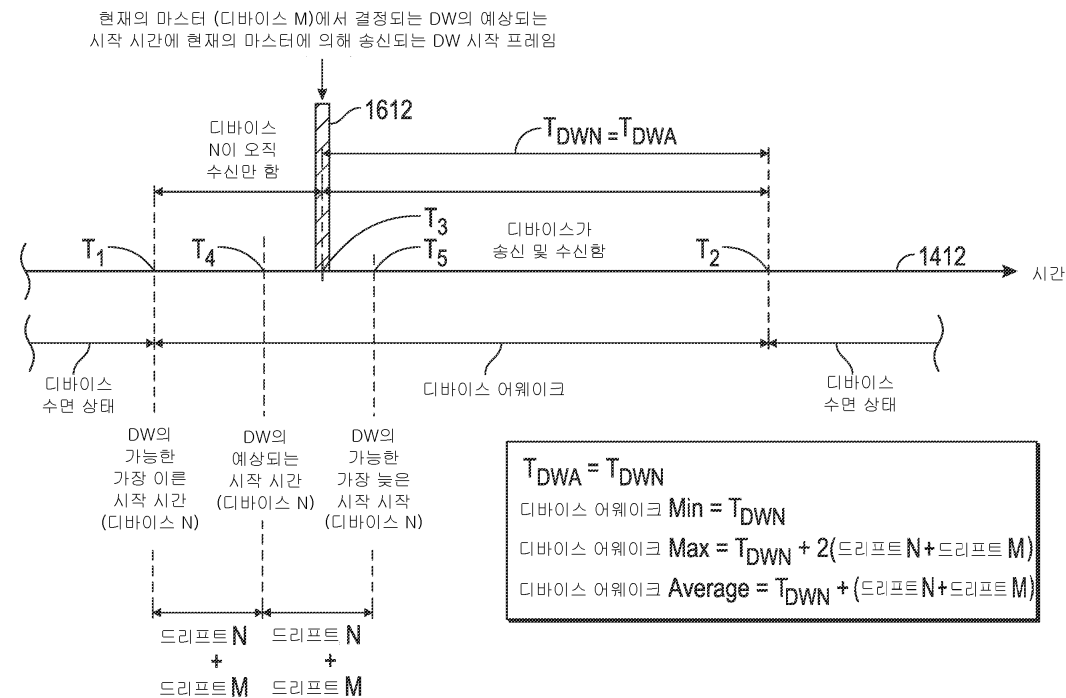 현재의 마스터 (디바이스 M)에서 결정되는 DW의 예상되는
시작 시간에 현재의 마스터에 의해 송신되는 DW 시작 프레임
1612
디바이스
N이 오직
수신만 함
T_DWN = T_DWA
T_3
디바이스가
송신 및 수신함
T_1
T_4
T_5
T_2
1412
시간
디바이스
수면 상태
디바이스 어웨이크
디바이스
수면 상태
DW의
가능한
가장 이른
시작 시간
(디바이스 N)
DW의
예상되는
시작 시간
(디바이스 N)
DW의
가능한
가장 늦은
시작 시작
(디바이스 N)
T_DWA = T_DWN
디바이스 어웨이크 Min = T_DWN
디바이스 어웨이크 Max = T_DWN + 2(드리프트N+드리프트M)
디바이스 어웨이크 Average = T_DWN + (드리프트N+드리프트M)
드리프트 N
+
드리프트 M
드리프트 N
+
드리프트 M